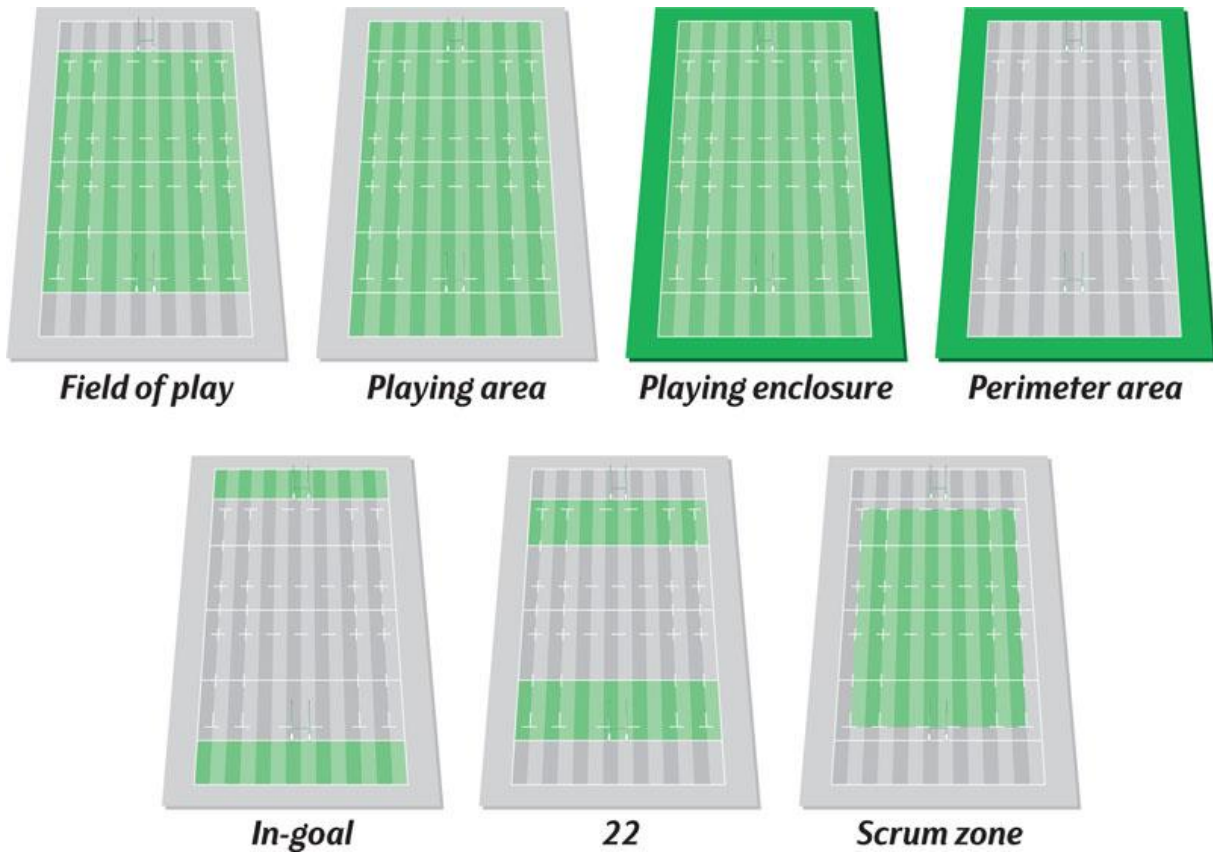 Field of play
Playing area
Playing enclosure
Perimeter area
In-goal
22
Scrum zone